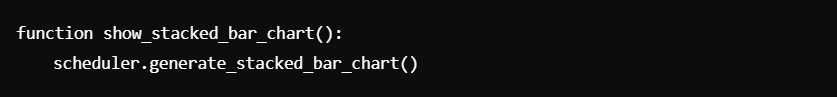 function show_stacked_bar_chart():
    scheduler.generate_stacked_bar_chart()